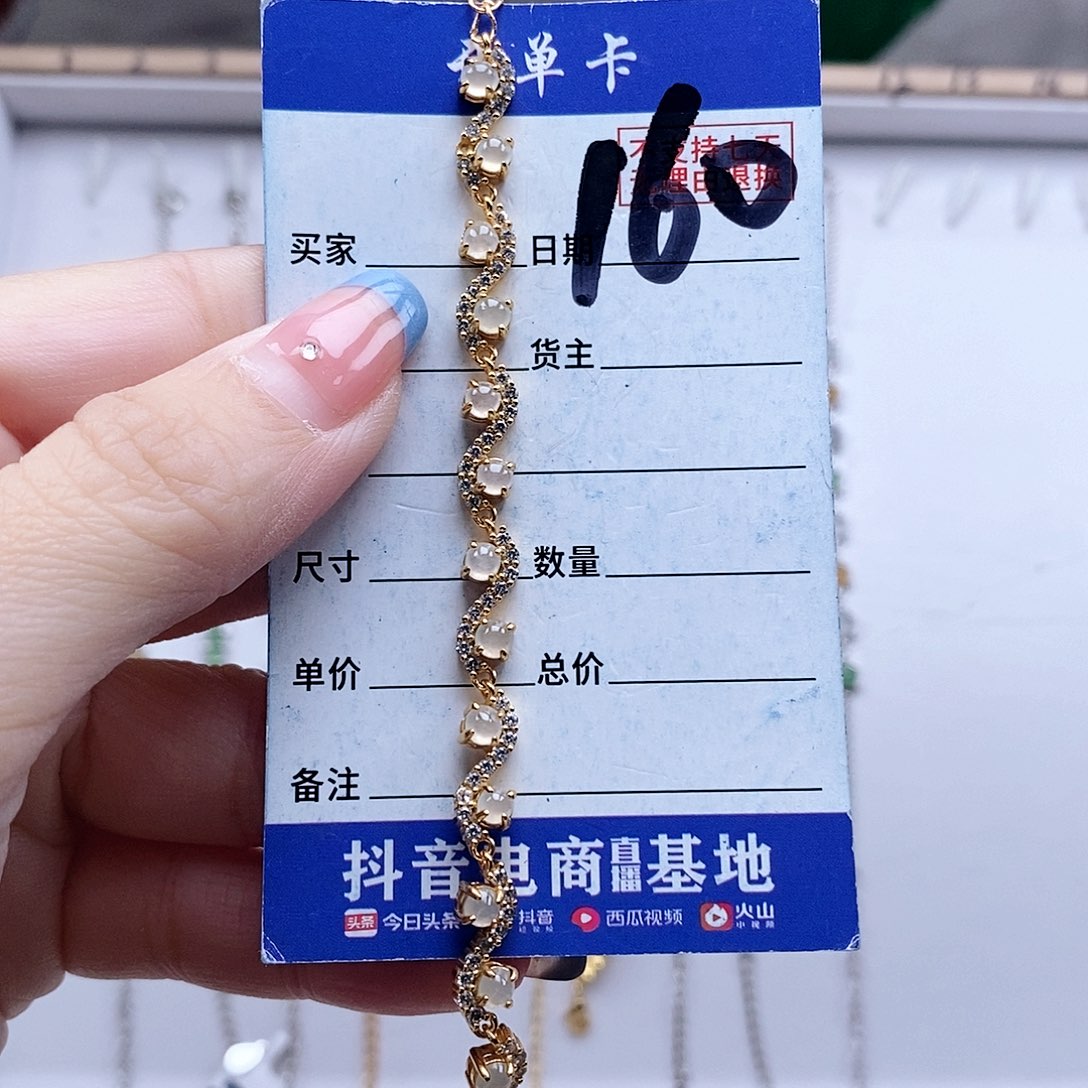 单卡
160
不支持七天
理由退换
买家
日期
货主
尺寸
数量
单价
总价
备注
抖音电商直播基地
头条 今日头条 抖音 西瓜视频 火山